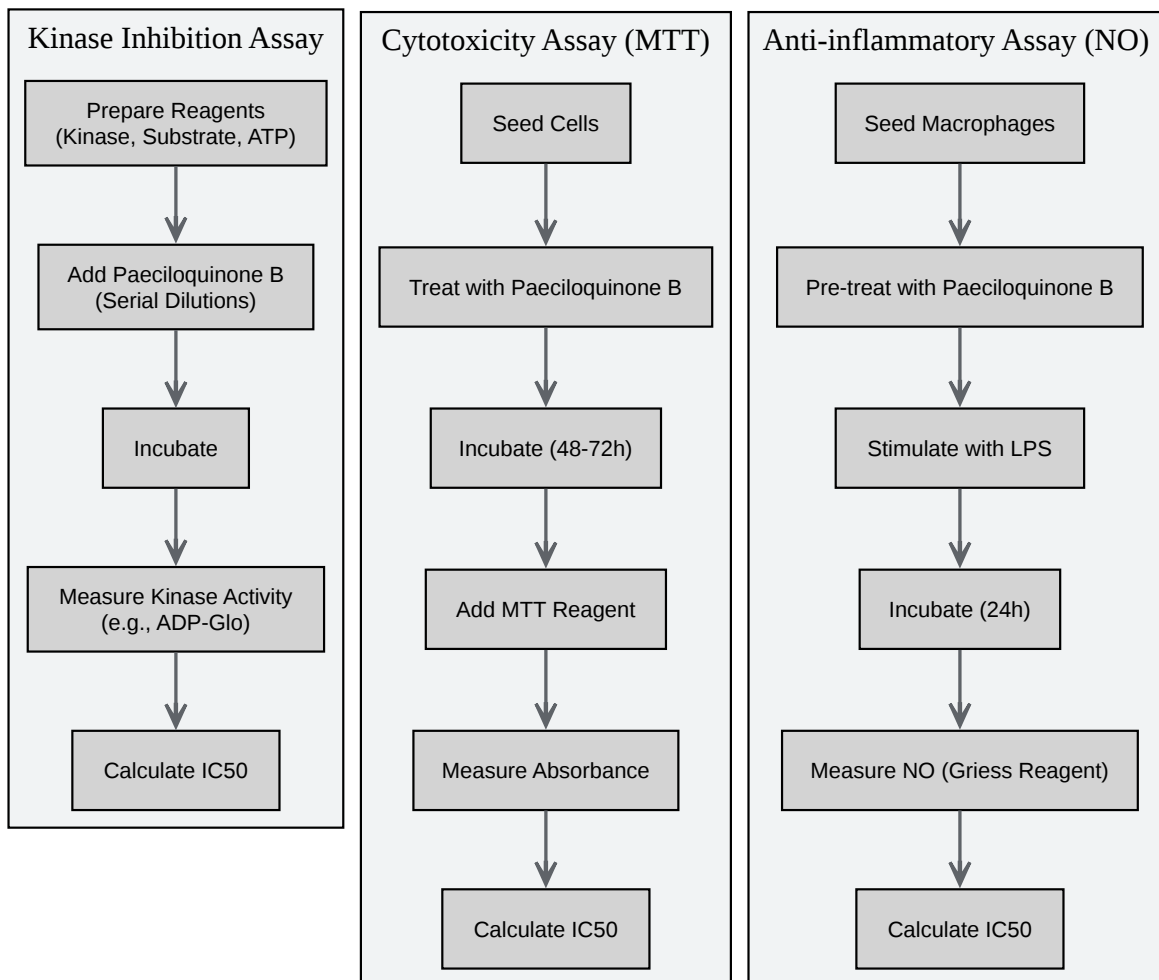 Kinase Inhibition Assay
Prepare Reagents
(Kinase, Substrate, ATP)
Add Paeciloquinone B
(Serial Dilutions)
Incubate
Measure Kinase Activity
(e.g., ADP-Glo)
Calculate IC50
Cytotoxicity Assay (MTT)
Seed Cells
Treat with Paeciloquinone B
Incubate (48-72h)
Add MTT Reagent
Measure Absorbance
Calculate IC50
Anti-inflammatory Assay (NO)
Seed Macrophages
Pre-treat with Paeciloquinone B
Stimulate with LPS
Incubate (24h)
Measure NO (Griess Reagent)
Calculate IC50